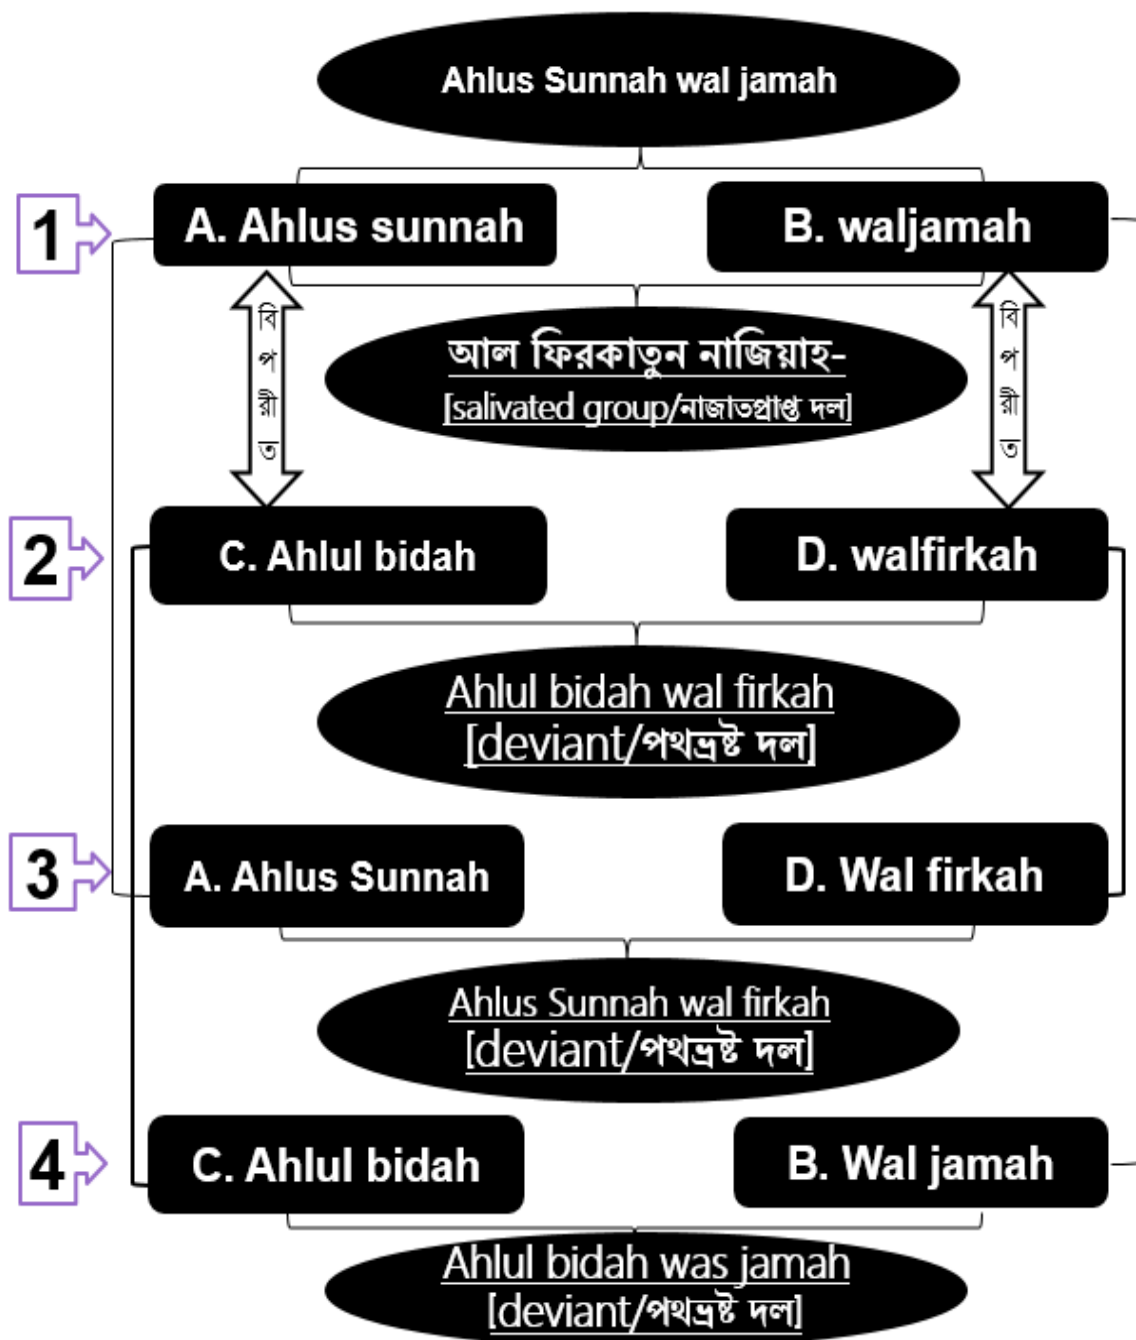 Ahlus Sunnah wal jamah
1
A. Ahlus sunnah
B. waljamah
বিপরীত
আল ফিরকাতুন নাজিয়াহ-
[salivated group/নাজাতপ্রাপ্ত দল]
বিপরীত
2
C. Ahlul bidah
D. walfirkah
Ahlul bidah wal firkah
[deviant/পথভ্রষ্ট দল]
3
A. Ahlus Sunnah
D. Wal firkah
Ahlus Sunnah wal firkah
[deviant/পথভ্রষ্ট দল]
4
C. Ahlul bidah
B. Wal jamah
Ahlul bidah was jamah
[deviant/পথভ্রষ্ট দল]